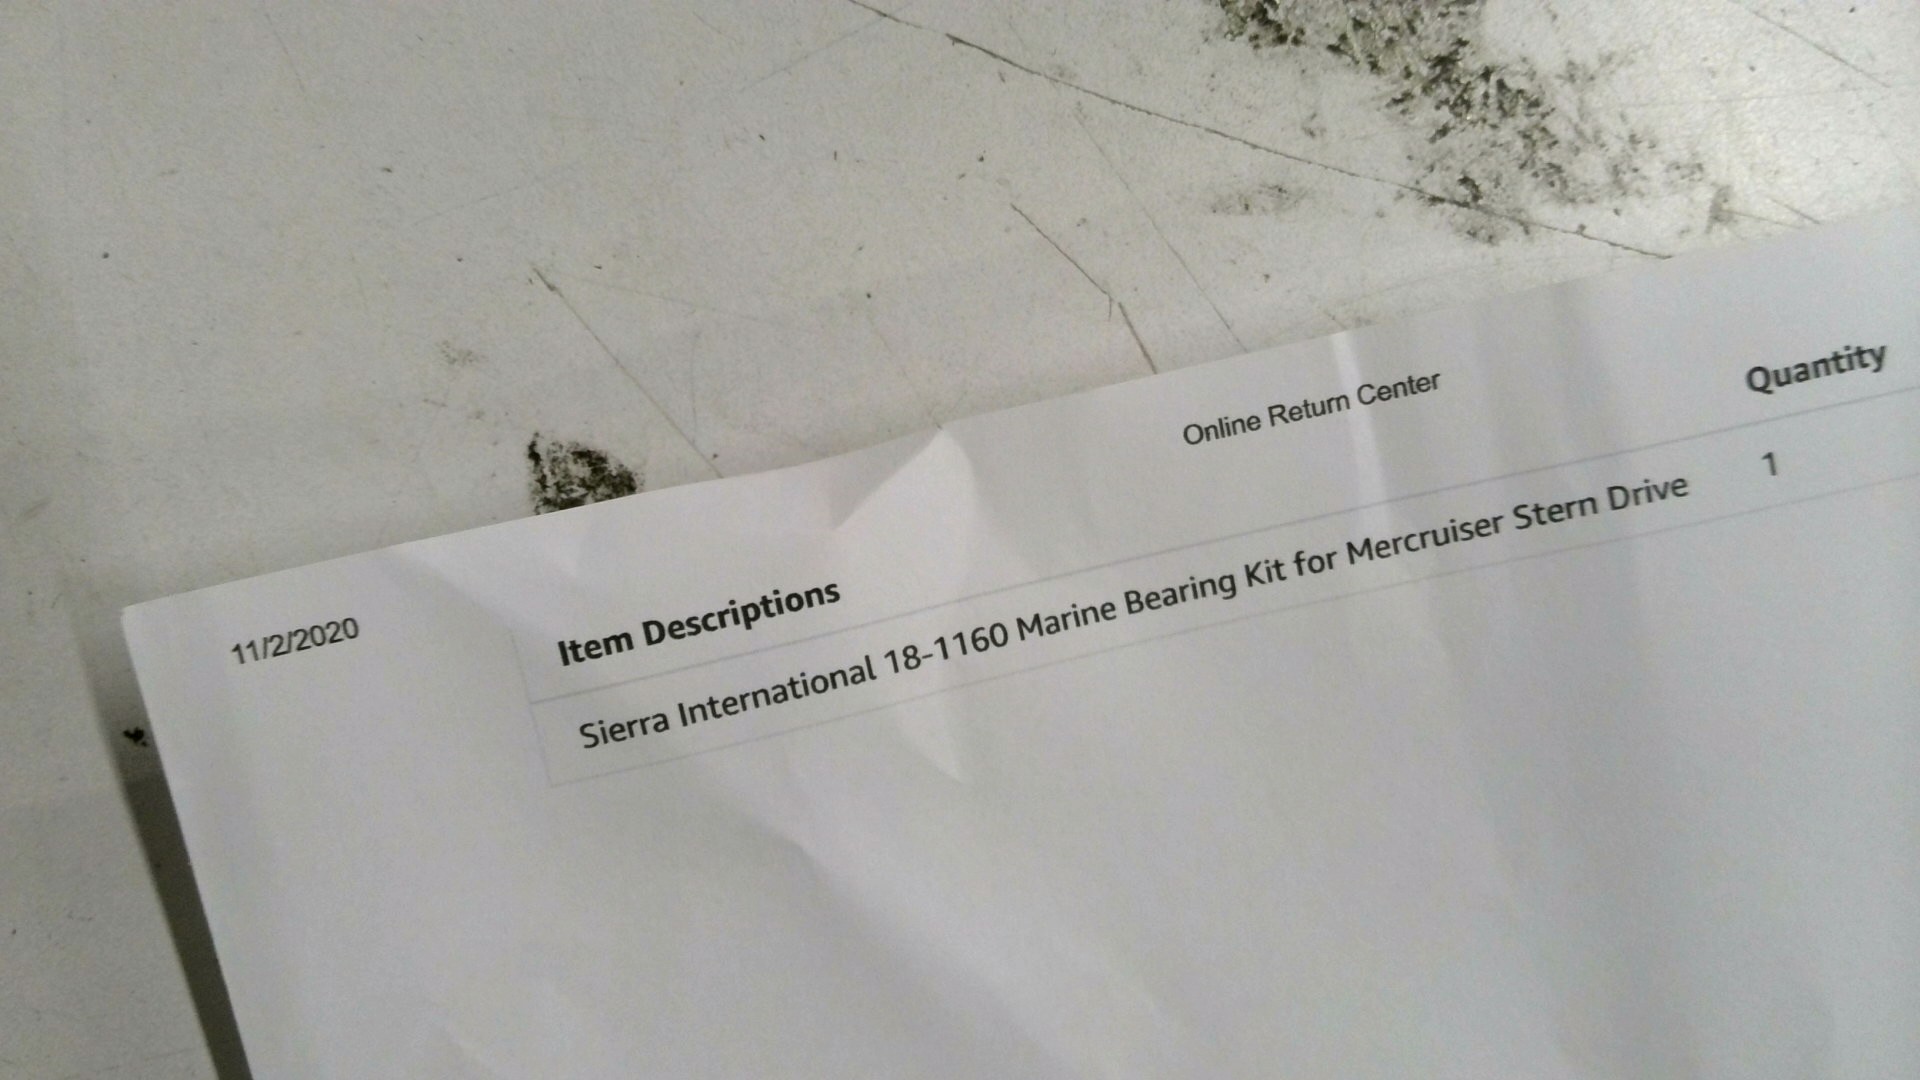 11/2/2020
Online Return Center
Item Descriptions
Quantity
Sierra International 18-1160 Marine Bearing Kit for Mercruiser Stern Drive
1